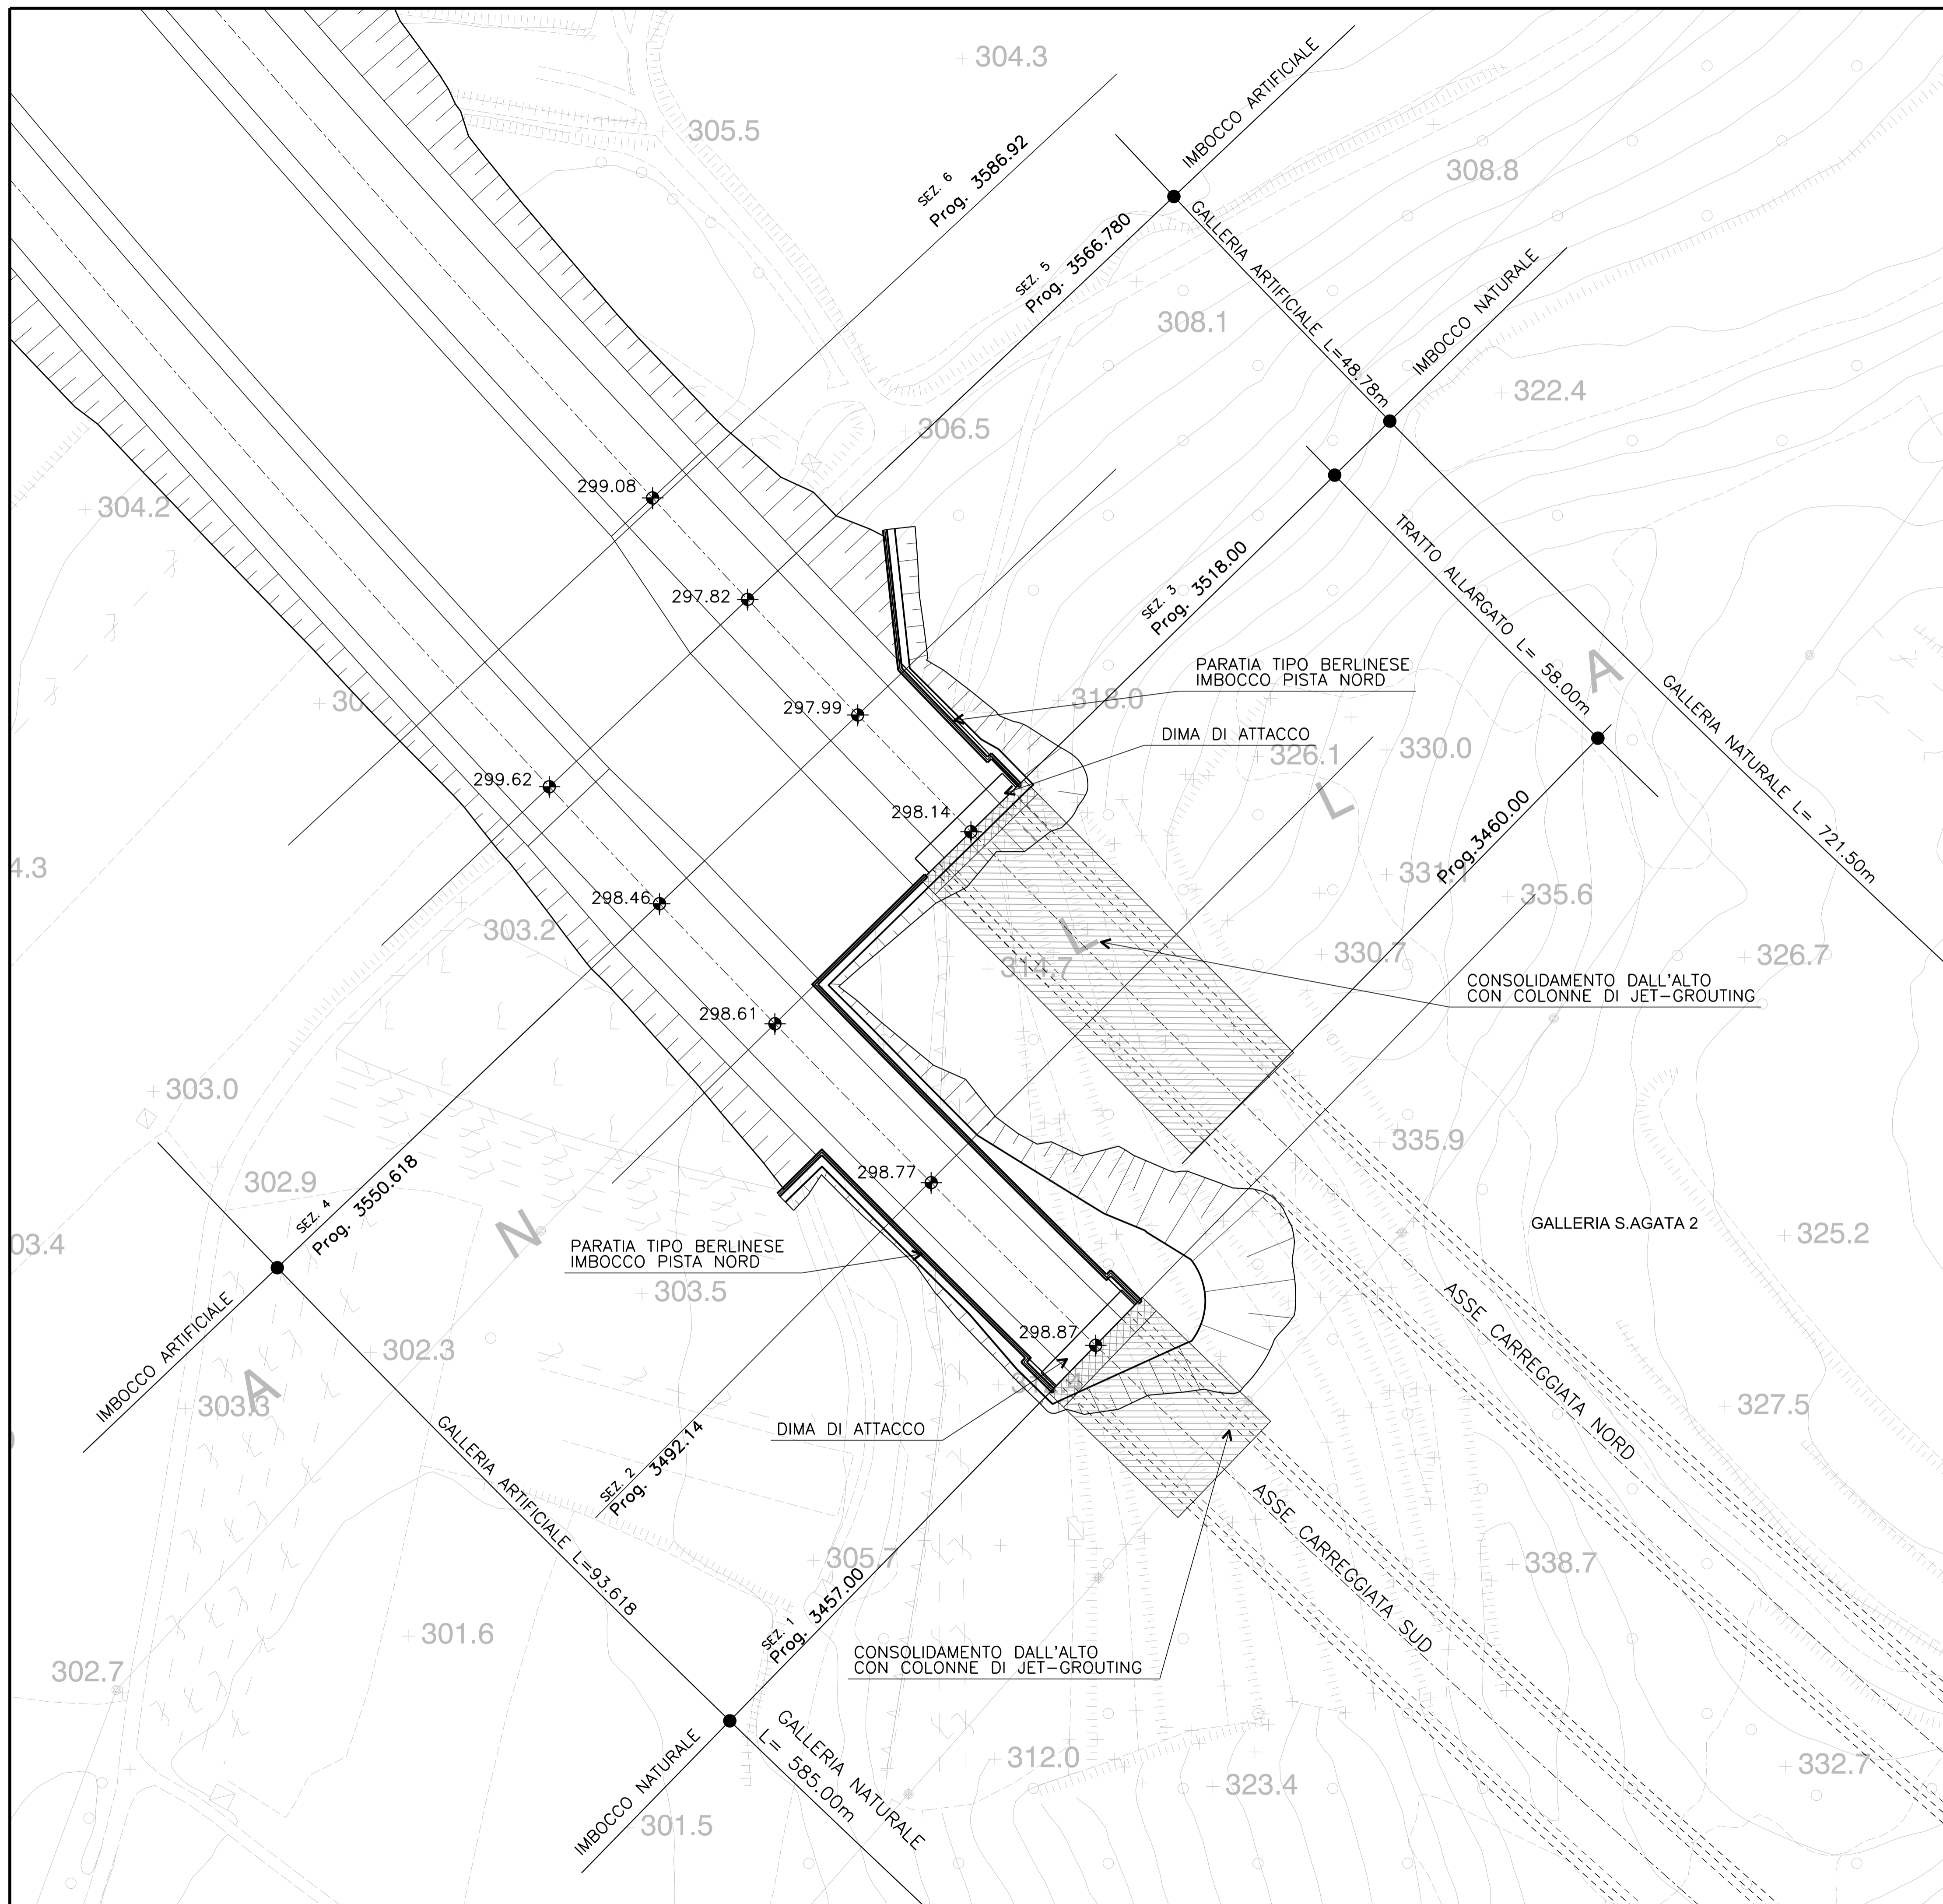 304.3
305.5
308.8
IMBOCCO ARTIFICIALE
SEZ. 6
Prog. 3586.92
SEZ. 5
Prog. 3566.780
GALLERIA ARTIFICIALE L=48.78m
IMBOCCO NATURALE
308.1
322.4
306.5
304.2
299.08
297.82
297.99
298.14
299.62
298.46
298.61
298.77
298.87
SEZ. 3
Prog. 3518.00
TRATTO ALLARGATO L= 58.00m
A
GALLERIA NATURALE L= 721.50m
PARATIA TIPO BERLINESE
IMBOCCO PISTA NORD
318.0
DIMA DI ATTACCO
326.1
330.0
L
Prog.3460.00
335.6
L
330.7
326.7
314.7
CONSOLIDAMENTO DALL'ALTO
CON COLONNE DI JET-GROUTING
4.3
303.2
303.0
335.9
302.9
SEZ. 4
Prog. 3550.618
N
03.4
GALLERIA S.AGATA 2
325.2
PARATIA TIPO BERLINESE
IMBOCCO PISTA NORD
303.5
IMBOCCO ARTIFICIALE
302.3
A
303.3
ASSE CARREGGIATA NORD
327.5
DIMA DI ATTACCO
GALLERIA ARTIFICIALE L=93.618
SEZ. 2
Prog. 3492.14
ASSE CARREGGIATA SUD
305.7
338.7
SEZ. 1
Prog. 3457.00
301.6
302.7
CONSOLIDAMENTO DALL'ALTO
CON COLONNE DI JET-GROUTING
IMBOCCO NATURALE
GALLERIA NATURALE
L= 585.00m
312.0
323.4
332.7
301.5